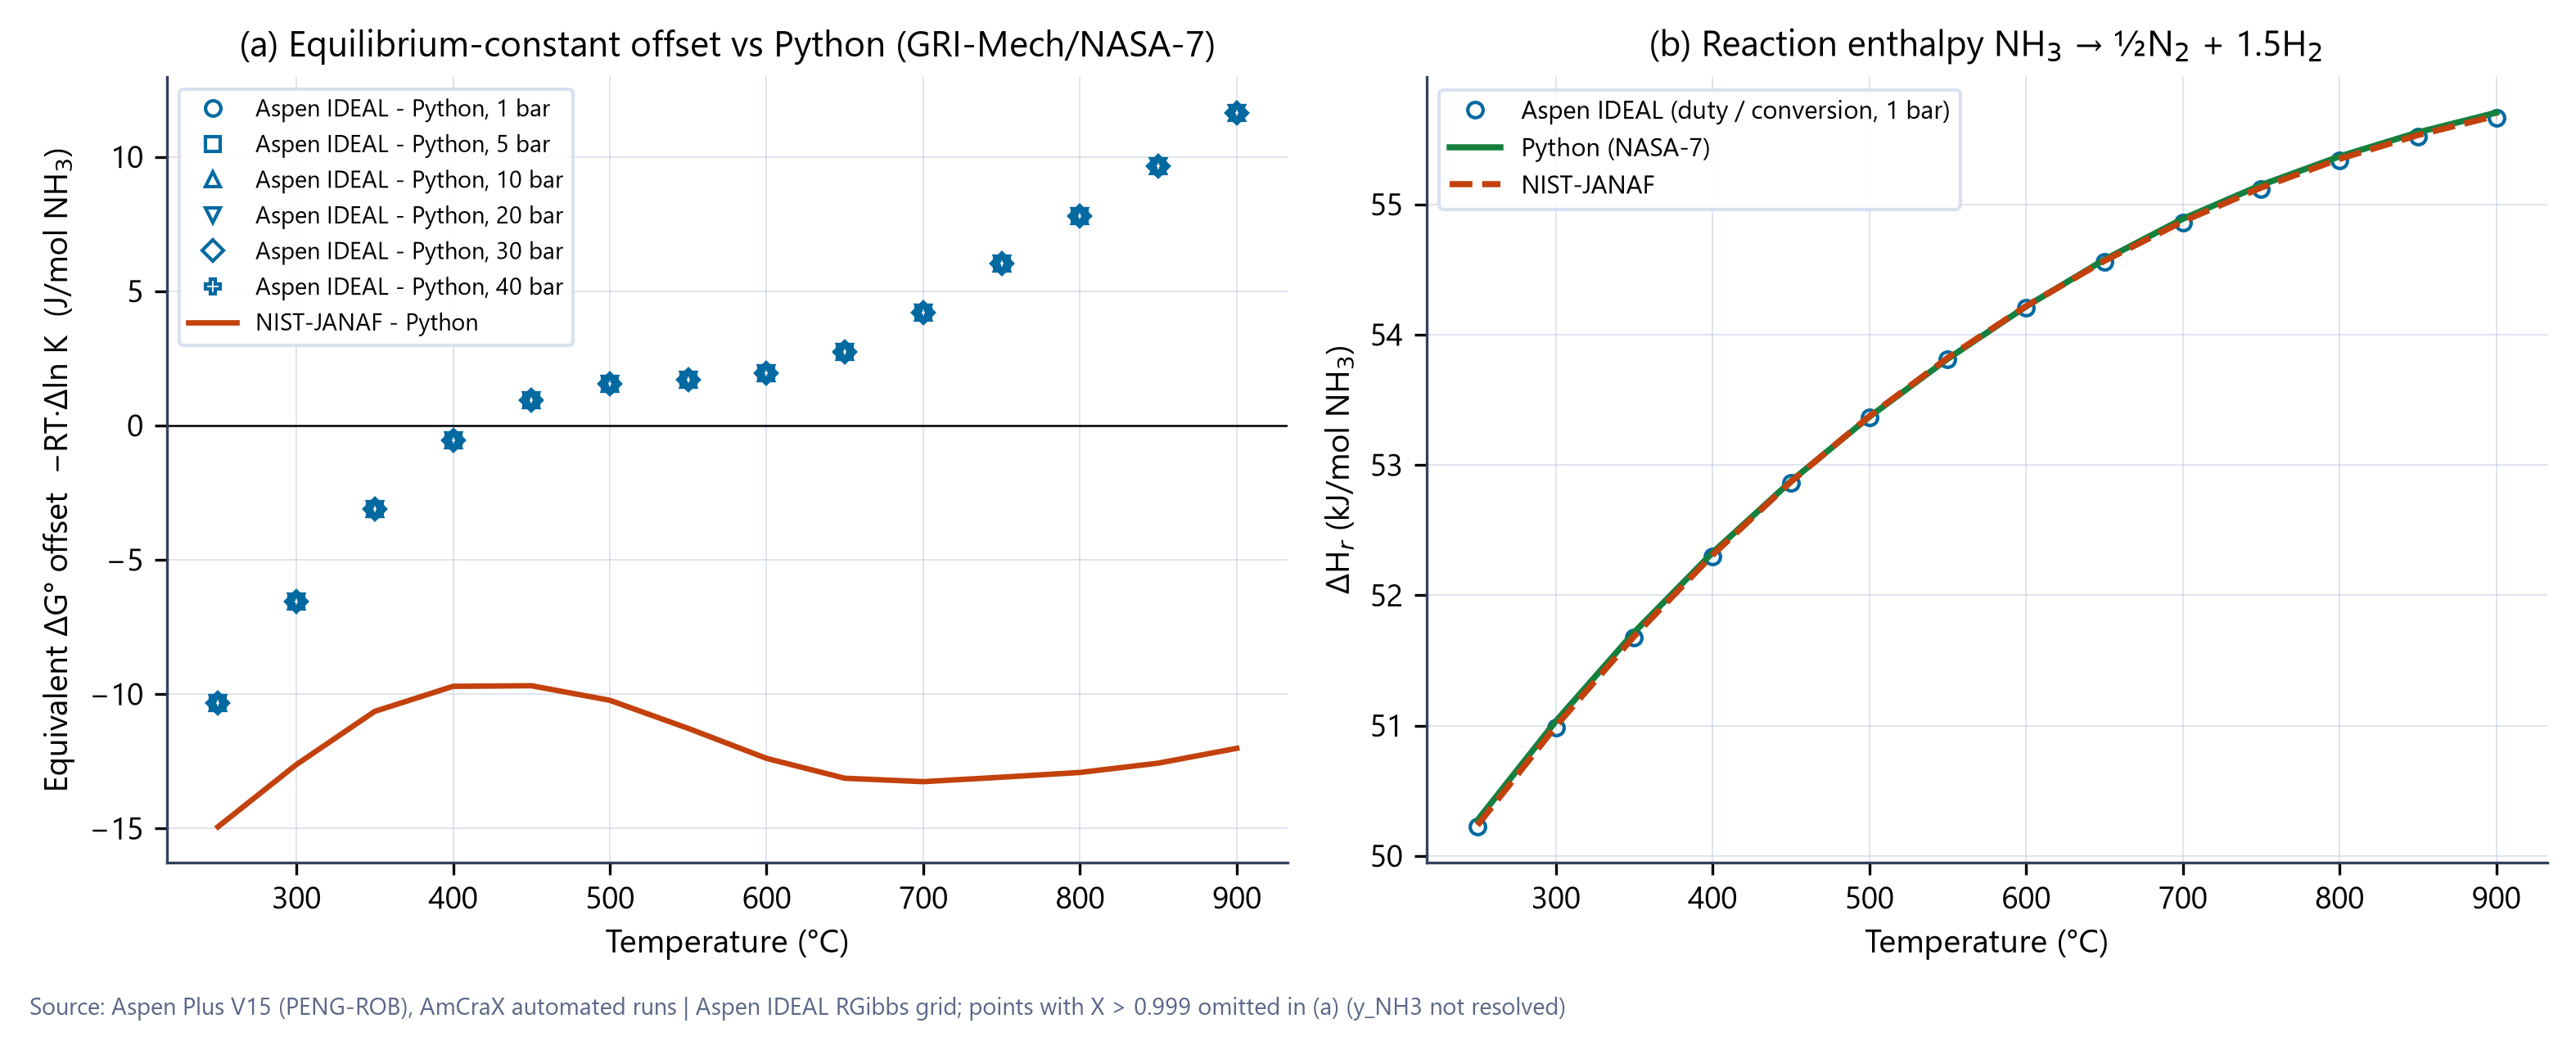 (a) Equilibrium-constant offset vs Python (GRI-Mech/NASA-7)
Equivalent ΔG° offset −RT·Δln K (J/mol NH₃)
10
5
0
−5
−10
−15
Aspen IDEAL - Python, 1 bar
Aspen IDEAL - Python, 5 bar
Aspen IDEAL - Python, 10 bar
Aspen IDEAL - Python, 20 bar
Aspen IDEAL - Python, 30 bar
Aspen IDEAL - Python, 40 bar
NIST-JANAF - Python
300 400 500 600 700 800 900
Temperature (°C)
(b) Reaction enthalpy NH₃ → ½N₂ + 1.5H₂
ΔHᵣ (kJ/mol NH₃)
55
54
53
52
51
50
Aspen IDEAL (duty / conversion, 1 bar)
Python (NASA-7)
NIST-JANAF
300 400 500 600 700 800 900
Temperature (°C)
Source: Aspen Plus V15 (PENG-ROB), AmCraX automated runs | Aspen IDEAL RGibbs grid; points with X > 0.999 omitted in (a) (y_NH3 not resolved)